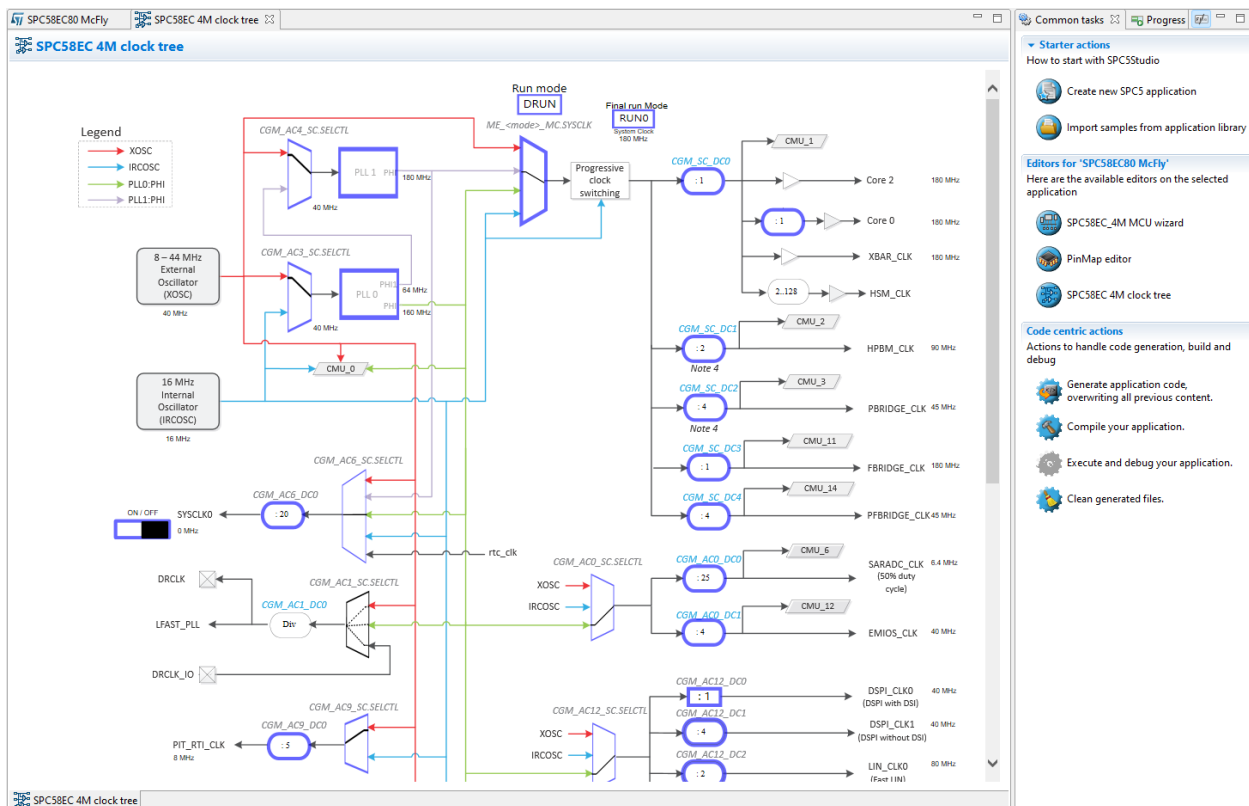 SPC58EC80 McFly
SPC58EC 4M clock tree
SPC58EC 4M clock tree
Legend
XOSC
IRCOSC
PLL0:PHI
PLL1:PHI
Run mode
DRUN
Final run Mode
RUN0
System Clock
180 MHz
CGM_AC4_SC.SELCTL
ME_<mode>_MC.SYSCLK
PLL 1
PHI
180 MHz
40 MHz
Progressive
clock
switching
CGM_SC_DC0
: 1
CMU_1
Core 2
180 MHz
: 1
Core 0
180 MHz
XBAR_CLK
180 MHz
2..128
HSM_CLK
8 – 44 MHz
External
Oscillator
(XOSC)
40 MHz
CGM_AC3_SC.SELCTL
PLL 0
PHI1
64 MHz
PHI
160 MHz
40 MHz
CMU_0
16 MHz
Internal
Oscillator
(IRCOSC)
16 MHz
CGM_SC_DC1
: 2
Note 4
CMU_2
HPBM_CLK
90 MHz
CGM_SC_DC2
: 4
Note 4
CMU_3
PBRIDGE_CLK
45 MHz
CGM_SC_DC3
: 1
CMU_11
FBRIDGE_CLK
180 MHz
CGM_SC_DC4
: 4
CMU_14
PFBRIDGE_CLK
45 MHz
CGM_AC6_SC.SELCTL
CGM_AC6_DC0
: 20
ON / OFF
SYSCLK0
0 MHz
rtc_clk
CGM_AC1_SC.SELCTL
CGM_AC1_DC0
Div
DRCLK
LFAST_PLL
DRCLK_IO
CGM_AC0_SC.SELCTL
XOSC
IRCOSC
CGM_AC0_DC0
: 25
CMU_6
SARADC_CLK
(50% duty
cycle)
6.4 MHz
CGM_AC0_DC1
: 4
CMU_12
EMIOS_CLK
40 MHz
CGM_AC9_SC.SELCTL
CGM_AC9_DC0
: 5
PIT_RTI_CLK
8 MHz
CGM_AC12_SC.SELCTL
XOSC
IRCOSC
CGM_AC12_DC0
: 1
DSPI_CLK0
(DSPI with DSI)
40 MHz
CGM_AC12_DC1
: 4
DSPI_CLK1
(DSPI without DSI)
40 MHz
CGM_AC12_DC2
: 2
LIN_CLK0
(Fast LIN)
80 MHz
SPC58EC 4M clock tree
Common tasks
Progress
Starter actions
How to start with SPC5Studio
Create new SPC5 application
Import samples from application library
Editors for 'SPC58EC80 McFly'
Here are the available editors on the selected
application
SPC58EC_4M MCU wizard
PinMap editor
SPC58EC 4M clock tree
Code centric actions
Actions to handle code generation, build and
debug
Generate application code,
overwriting all previous content.
Compile your application.
Execute and debug your application.
Clean generated files.